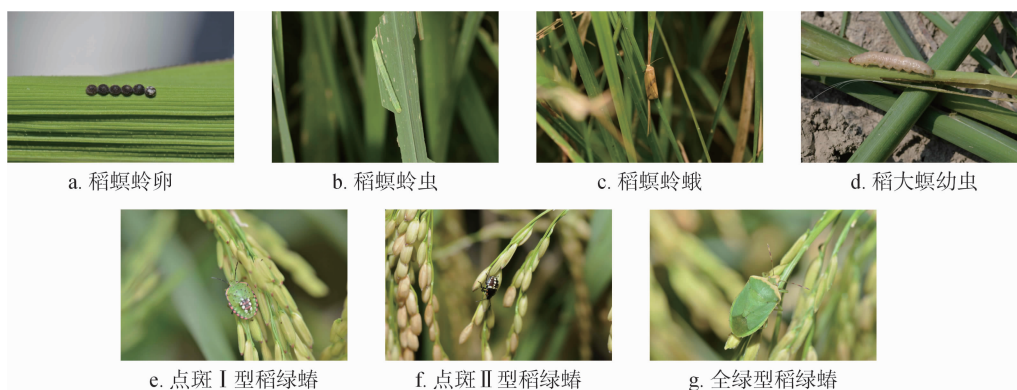 a. 稻螟蛉卵
b. 稻螟蛉虫
c. 稻螟蛉蛾
d. 稻大螟幼虫
e. 点斑Ⅰ型稻绿蝽
f. 点斑Ⅱ型稻绿蝽
g. 全绿型稻绿蝽